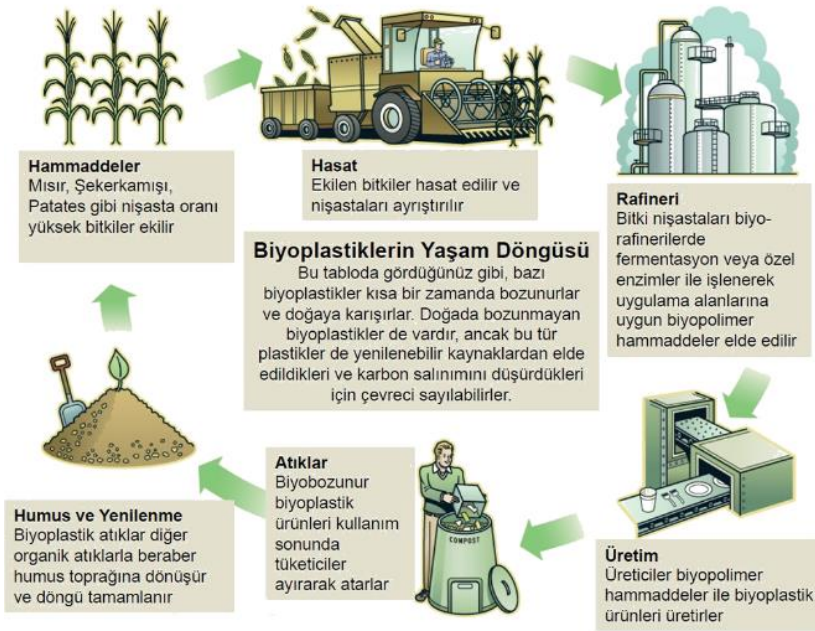 Hammaddeler
Mısır, Şekerkamışı,
Patates gibi nişasta oranı
yüksek bitkiler ekilir
Hasat
Ekilen bitkiler hasat edilir ve
nişastaları ayrıştırılır
Rafineri
Bitki nişastaları biyo-
rafinerilerde
fermentasyon veya özel
enzimler ile işlenerek
uygulama alanlarına
uygun biyopolimer
hammaddeler elde edilir
Biyoplastiklerin Yaşam Döngüsü
Bu tabloda gördüğünüz gibi, bazı
biyoplastikler kısa bir zamanda bozunurlar
ve doğaya karışırlar. Doğada bozunmayan
biyoplastikler de vardır, ancak bu tür
plastikler de yenilenebilir kaynaklardan elde
edildikleri ve karbon salınımını düşürdükleri
için çevreci sayılabilirler.
Üretim
Üreticiler biyopolimer
hammaddeler ile biyoplastik
ürünleri üretirler
Atıklar
Biyobozunur
biyoplastik
ürünleri kullanım
sonunda
tüketiciler
ayırarak atarlar
COMPOST
Humus ve Yenilenme
Biyoplastik atıklar diğer
organik atıklarla beraber
humus toprağına dönüşür
ve döngü tamamlanır